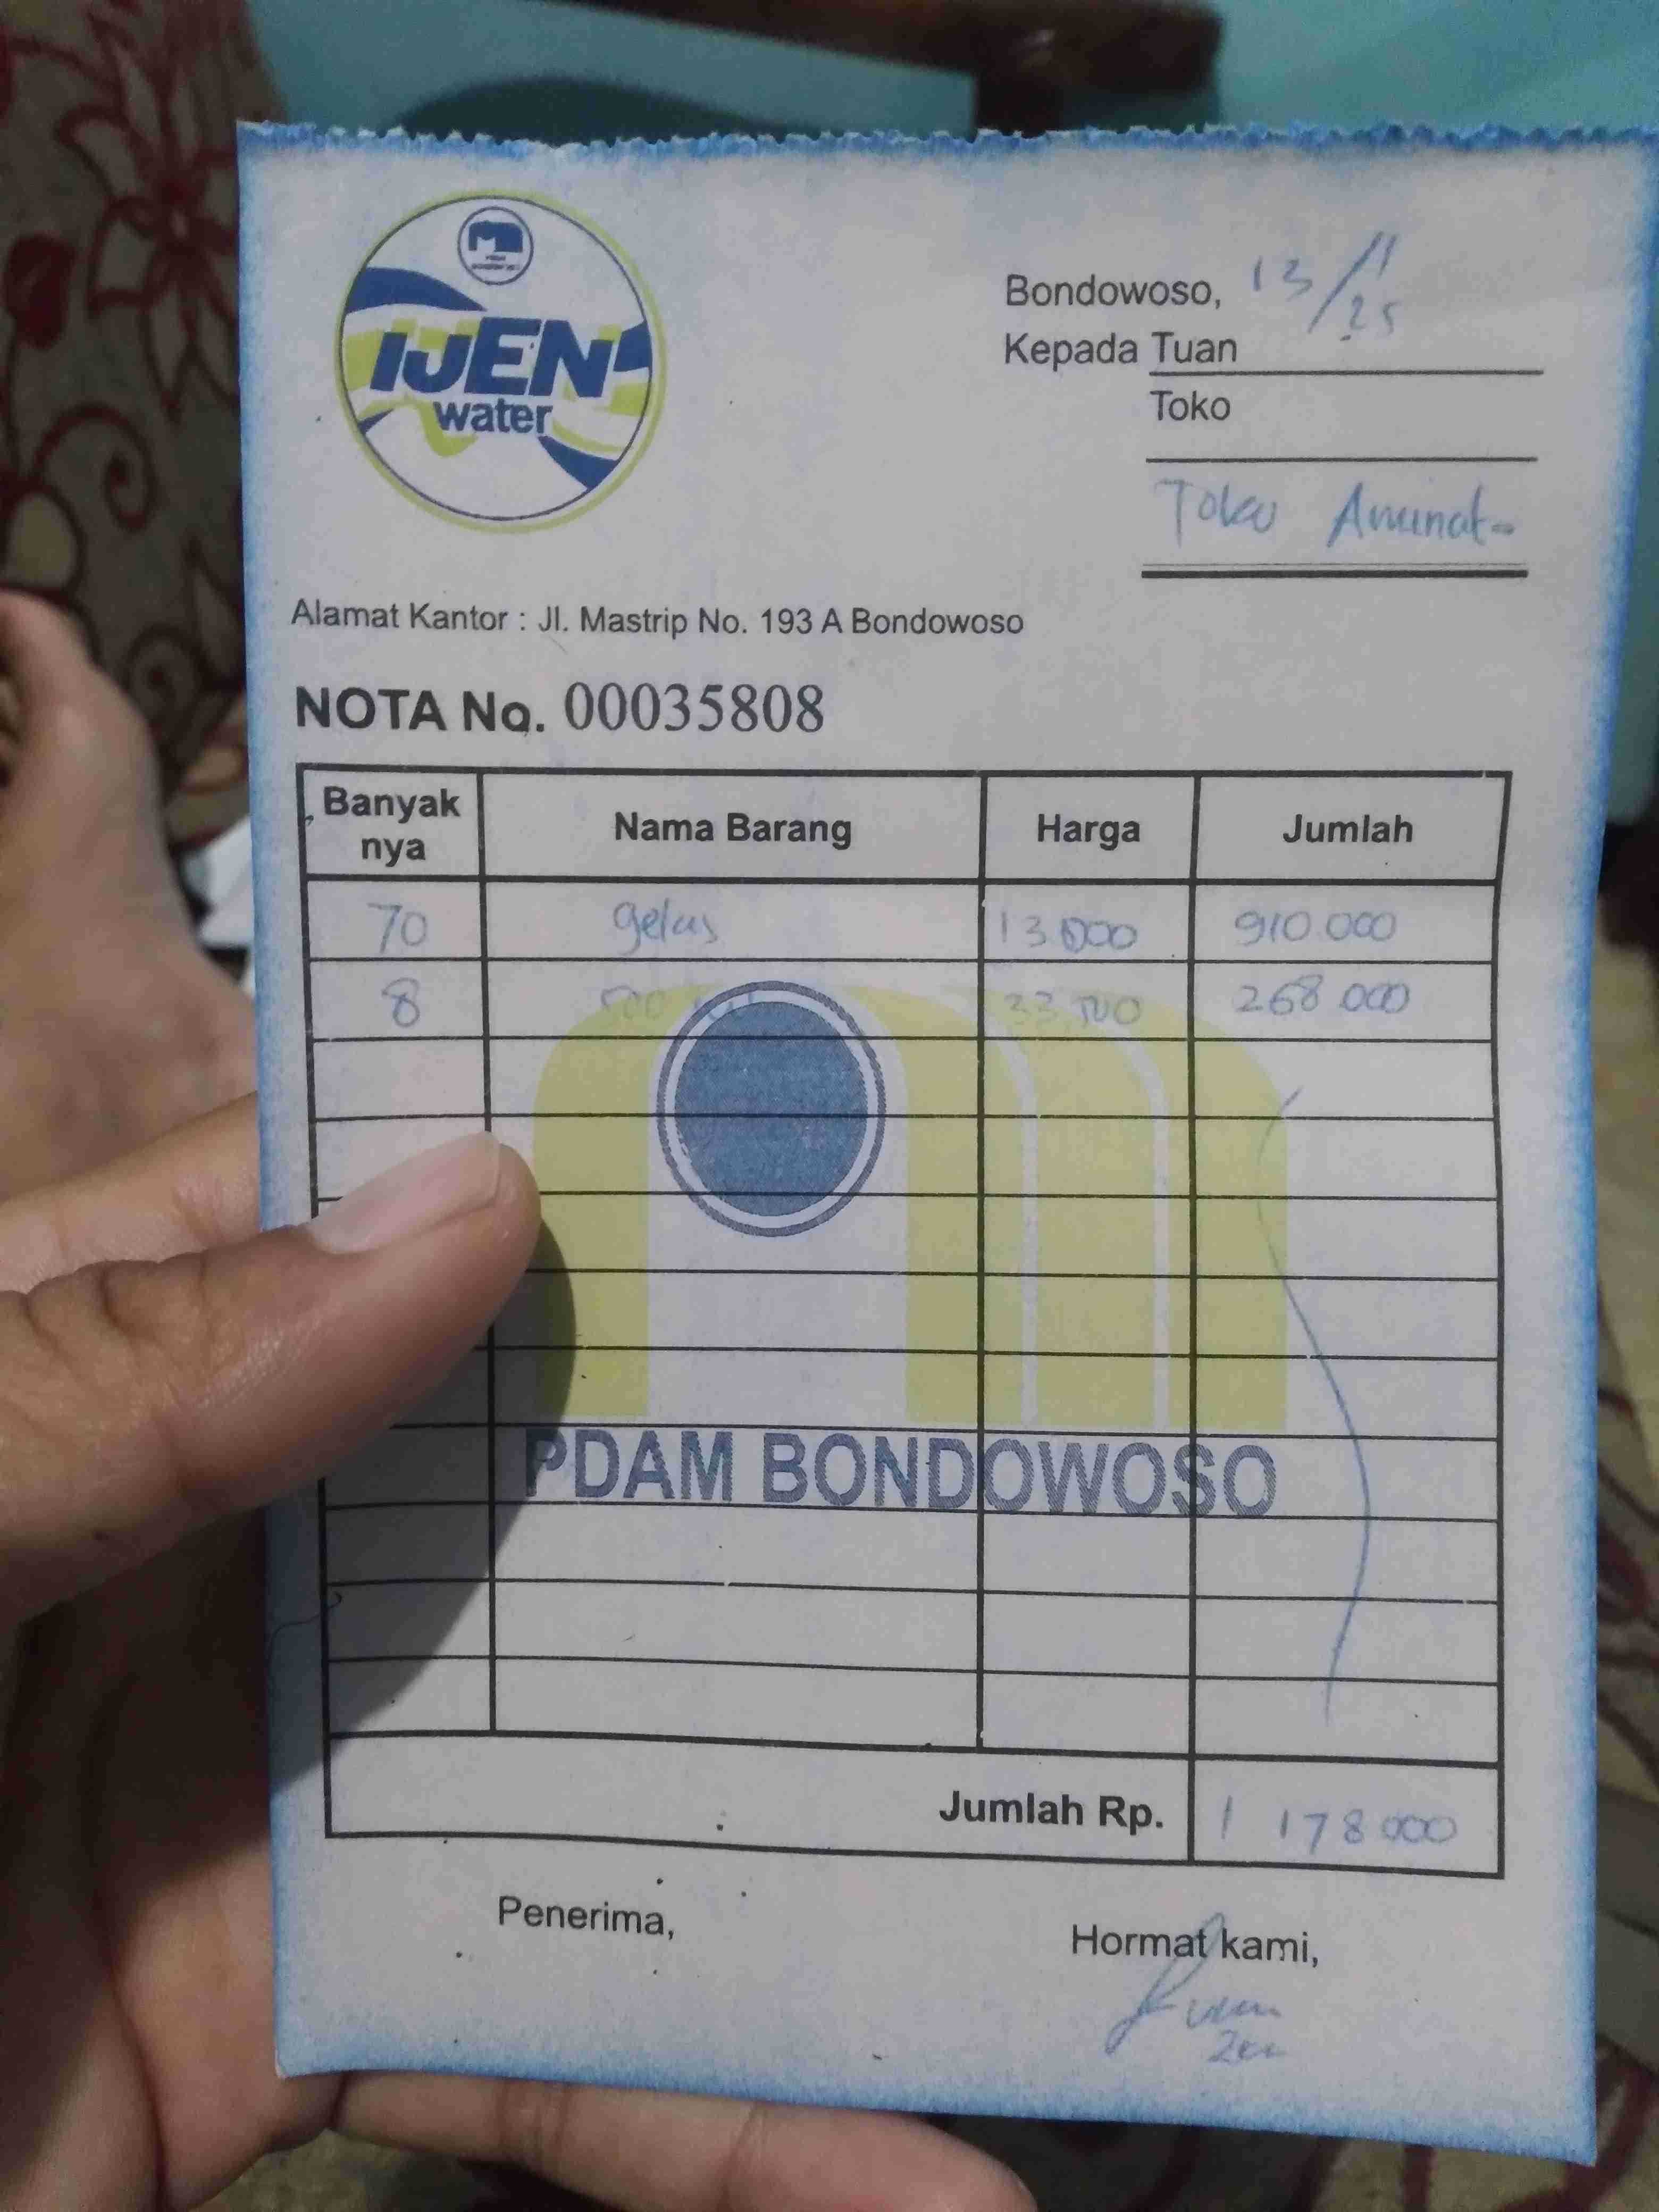 IJEN
water
Bondowoso, 13/11 25
Kepada Tuan
Toko
Toko Amanat
Alamat Kantor : Jl. Mastrip No. 193 A Bondowoso
NOTA No. 00035808
Banyak nya Nama Barang Harga Jumlah
70 gelas 13.000 910.000
8 500 ml 33.500 268.000
PDAM BONDOWOSO
Jumlah Rp. 1 178 000
Penerima, Hormat kami,